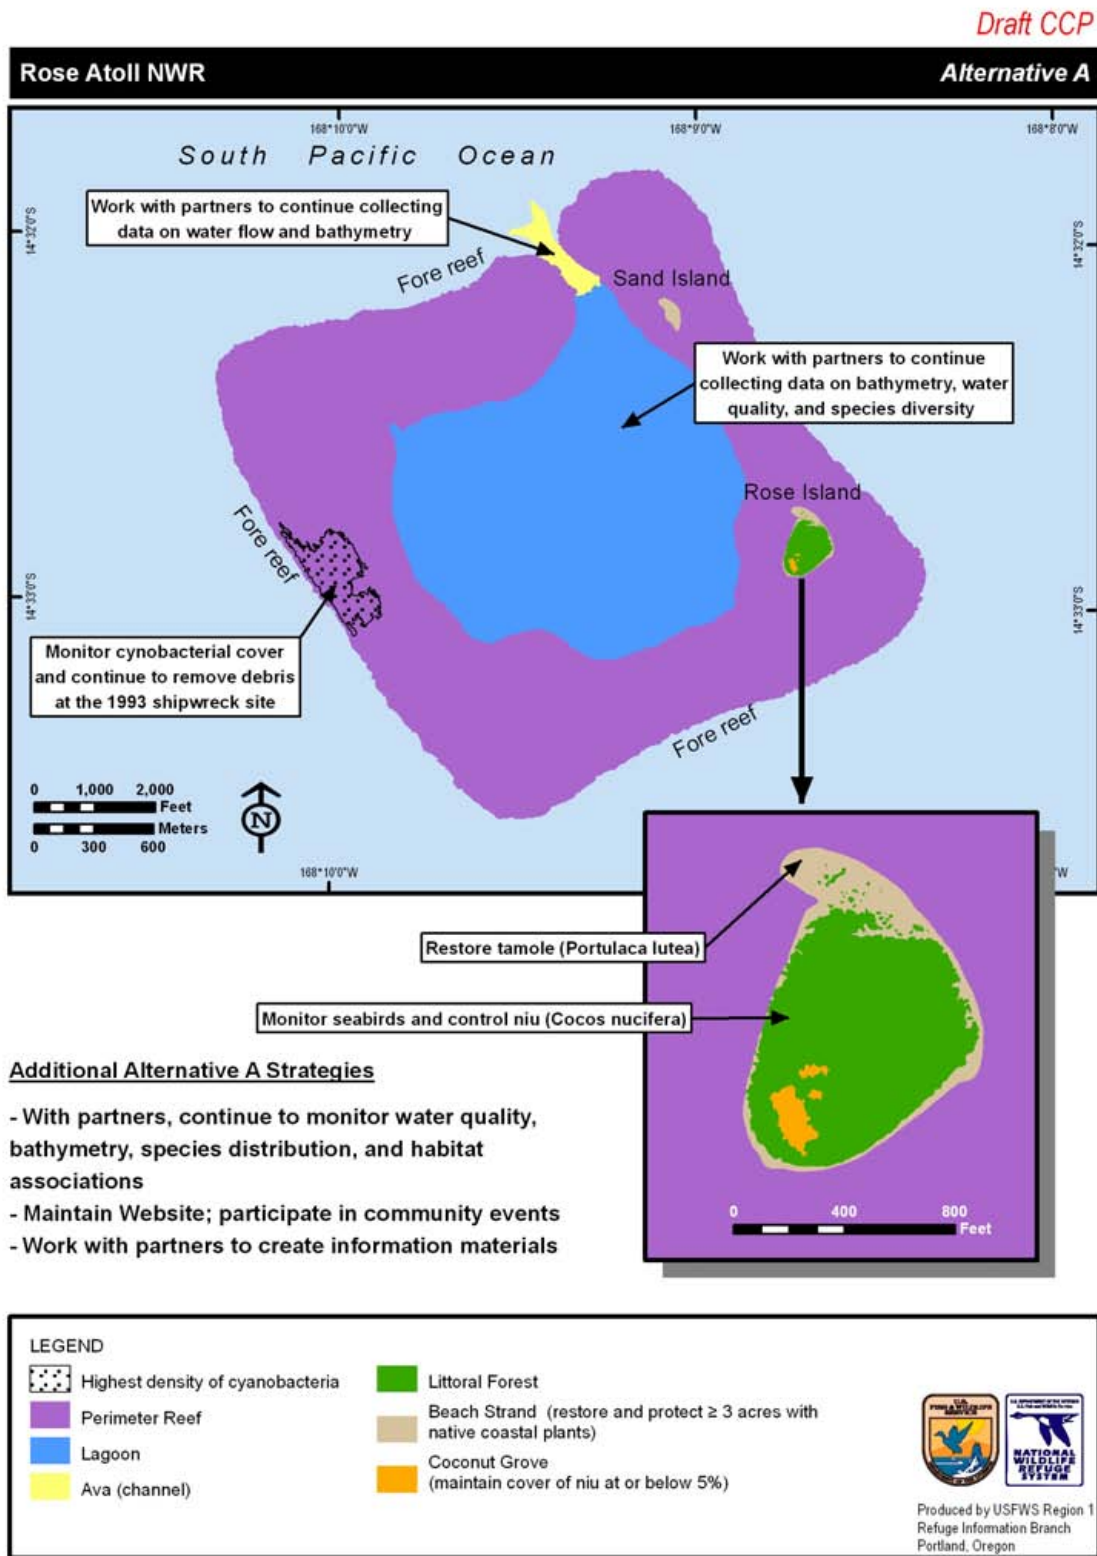 Draft CCP
Rose Atoll NWR
Alternative A
168°10'0"W
168°9'0"W
168°8'0"W
South Pacific Ocean
Work with partners to continue collecting
data on water flow and bathymetry
14°32'0"S
14°32'0"S
Fore reef
Sand Island
Work with partners to continue
collecting data on bathymetry, water
quality, and species diversity
Rose Island
Fore reef
14°33'0"S
14°33'0"S
Monitor cynobacterial cover
and continue to remove debris
at the 1993 shipwreck site
Fore reef
0 1,000 2,000
Feet
Meters
0 300 600
N
168°10'0"W
"W
Restore tamole (Portulaca lutea)
Monitor seabirds and control niu (Cocos nucifera)
0 400 800
Feet
Additional Alternative A Strategies
- With partners, continue to monitor water quality,
bathymetry, species distribution, and habitat
associations
- Maintain Website; participate in community events
- Work with partners to create information materials
LEGEND
Highest density of cyanobacteria
Perimeter Reef
Lagoon
Ava (channel)
Littoral Forest
Beach Strand (restore and protect ≥ 3 acres with
native coastal plants)
Coconut Grove
(maintain cover of niu at or below 5%)
U.S.
FISH & WILDLIFE
SERVICE
NATIONAL
WILDLIFE
REFUGE
SYSTEM
Produced by USFWS Region 1
Refuge Information Branch
Portland, Oregon